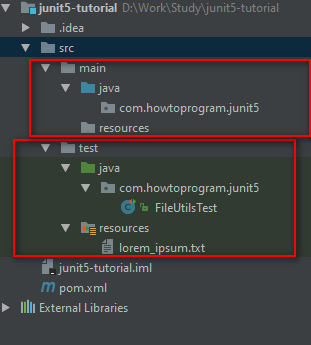 junit5-tutorial D:\Work\Study\junit5-tutorial
.idea
src
main
java
com.howtoprogram.junit5
resources
test
java
com.howtoprogram.junit5
FileUtilsTest
resources
lorem_ipsum.txt
junit5-tutorial.iml
pom.xml
External Libraries